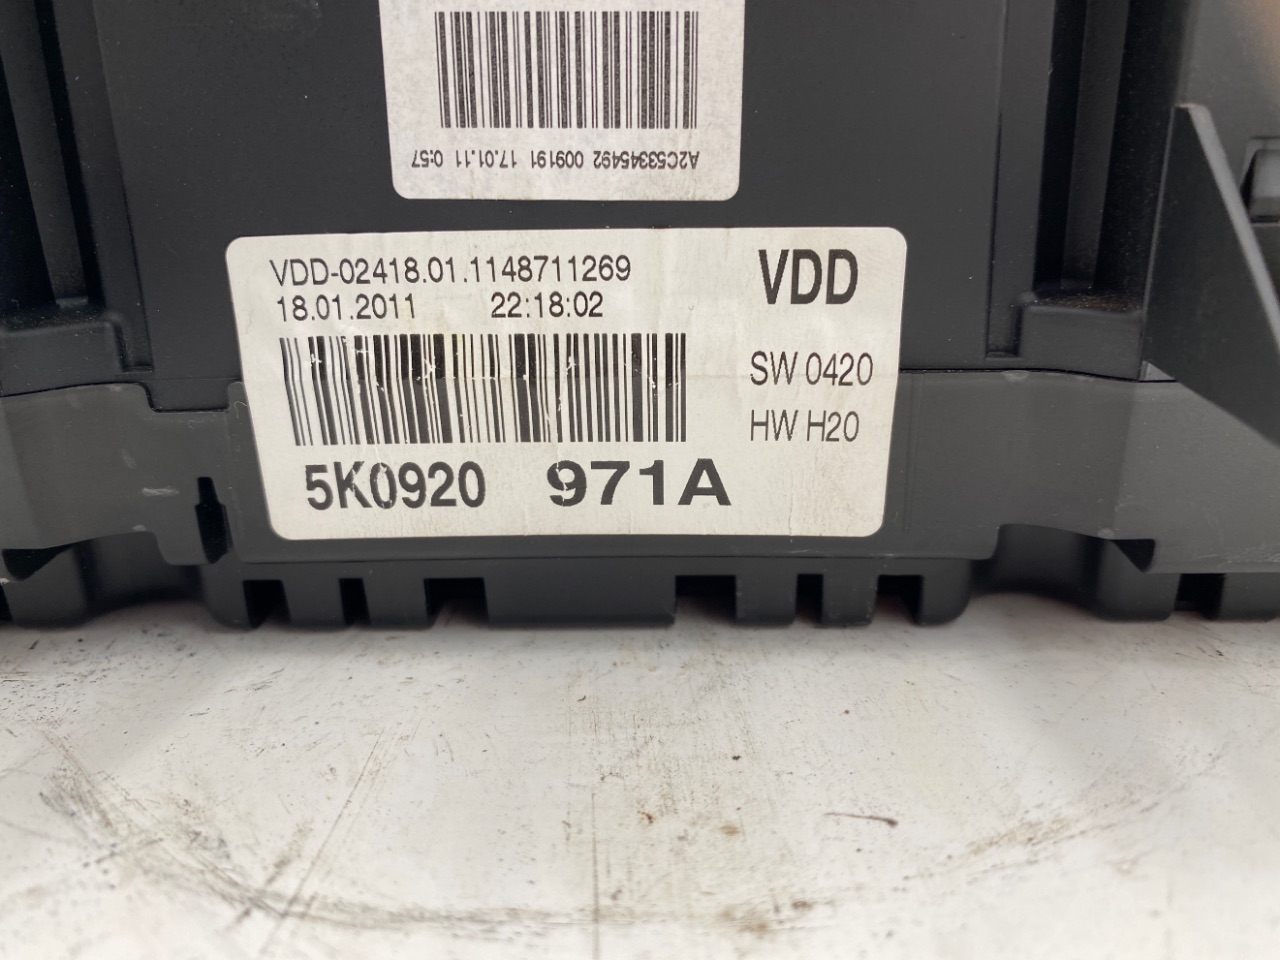 A2C53345492 009191 17.01.11 0:57
VDD-02418.01.1148711269
18.01.2011 22:18:02
VDD
SW 0420
HW H20
5K0920 971A